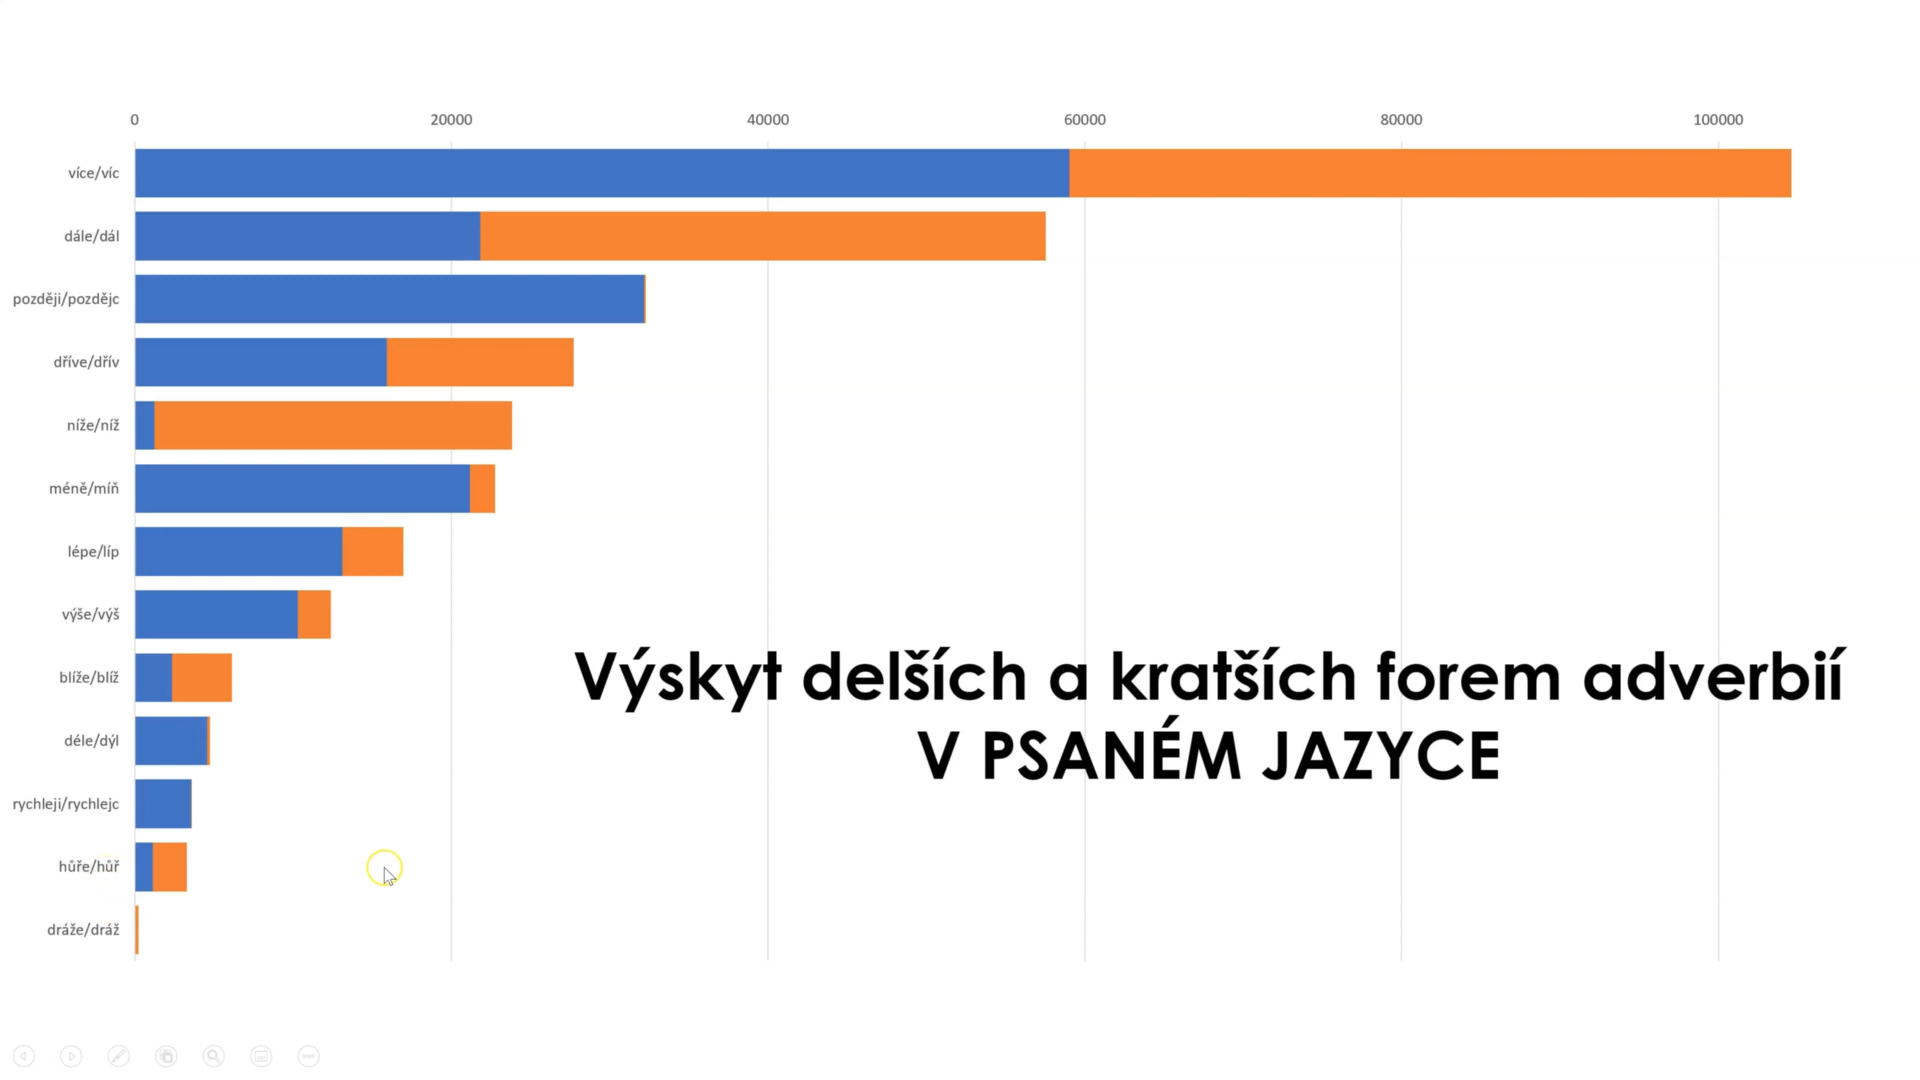 0 20000 40000 60000 80000 100000
více/víc
dále/dál
později/pozdějc
dříve/dřív
níže/níž
méně/míň
lépe/líp
výše/výš
blíže/blíž
déle/dýl
rychleji/rychlejc
hůře/hůř
dráže/dráž
Výskyt delších a kratších forem adverbií
V PSANÉM JAZYCE